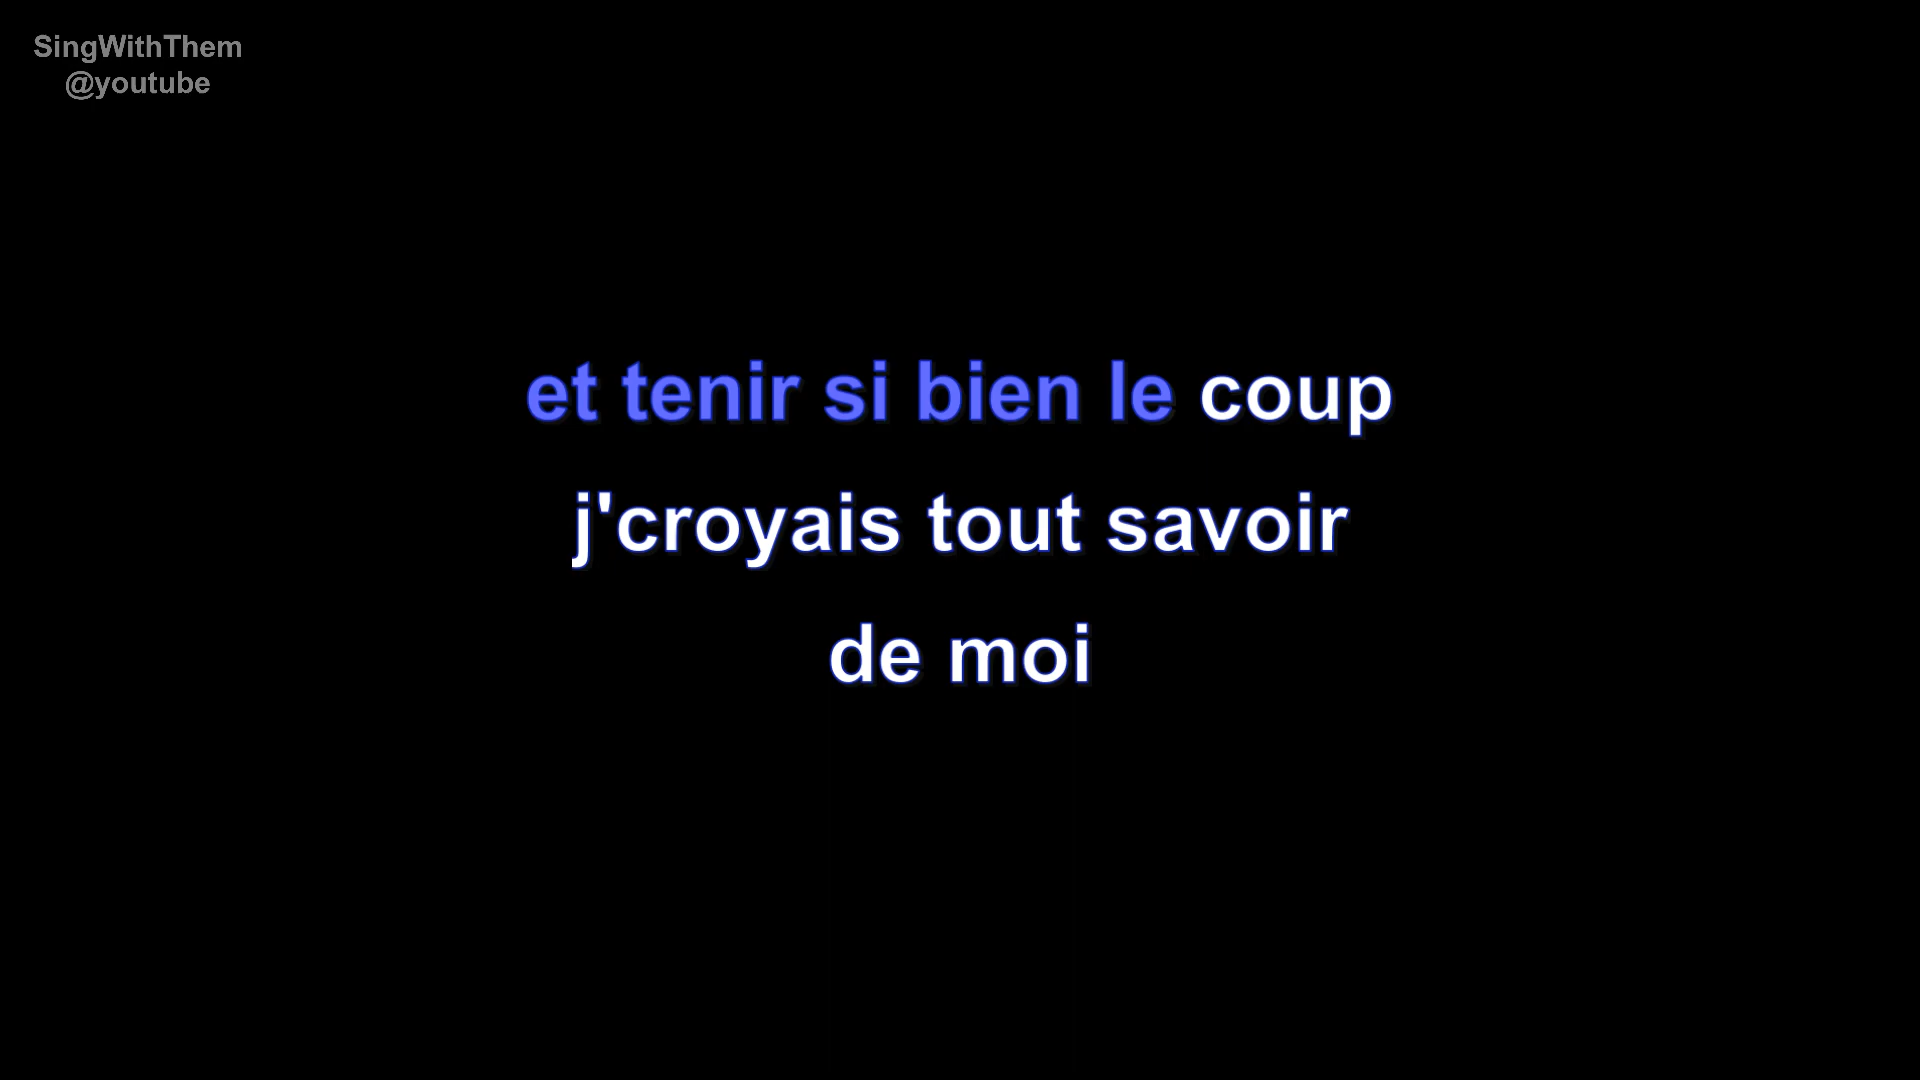 SingWithThem
@youtube
et tenir si bien le coup
j'croyais tout savoir
de moi